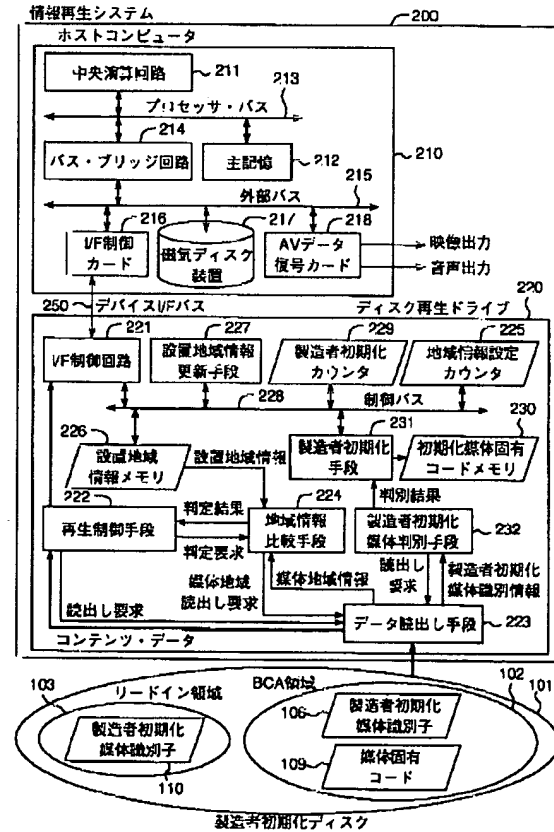 情報再生システム
200
ホストコンピュータ
中央演算回路
211
213
プロセッサ・バス
214
バス・ブリッジ回路
主記憶
212
210
215
外部バス
216
217
218
I/F制御
カード
磁気ディスク
装置
AVデータ
復号カード
映像出力
音声出力
250
デバイスI/Fバス
ディスク再生ドライブ
220
221
227
229
225
I/F制御回路
設置地域情報
更新手段
製造者初期化
カウンタ
地域情報設定
カウンタ
228
制御バス
226
231
230
設置地域
情報メモリ
設置地域情報
製造者初期化
手段
初期化媒体固有
コードメモリ
222
判定結果
224
判別結果
再生制御手段
判定要求
地域情報
比較手段
製造者初期化
媒体判別手段
232
媒体地域
読出し要求
媒体地域情報
読出し
要求
製造者初期化
媒体識別情報
読出し要求
データ読出し手段
223
コンテンツ・データ
103
リードイン領域
BCA領域
102
101
製造者初期化
媒体識別子
110
106
製造者初期化
媒体識別子
109
媒体固有
コード
製造者初期化ディスク